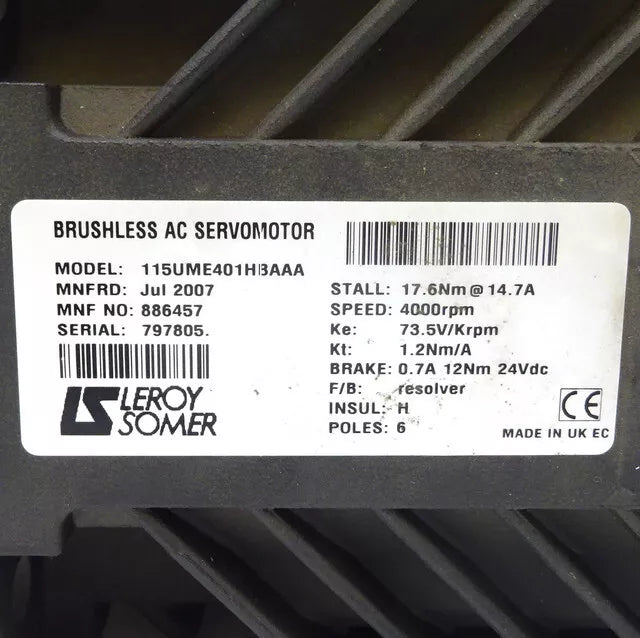 BRUSHLESS AC SERVOMOTOR
MODEL: 115UME401HBAAA
MNFRD: Jul 2007
MNF NO: 886457
SERIAL: 797805.
LS LEROY
SOMER
STALL: 17.6Nm@14.7A
SPEED: 4000rpm
Ke: 73.5V/Krpm
Kt: 1.2Nm/A
BRAKE: 0.7A 12Nm 24Vdc
F/B: resolver
INSUL: H
POLES: 6
CE
MADE IN UK EC